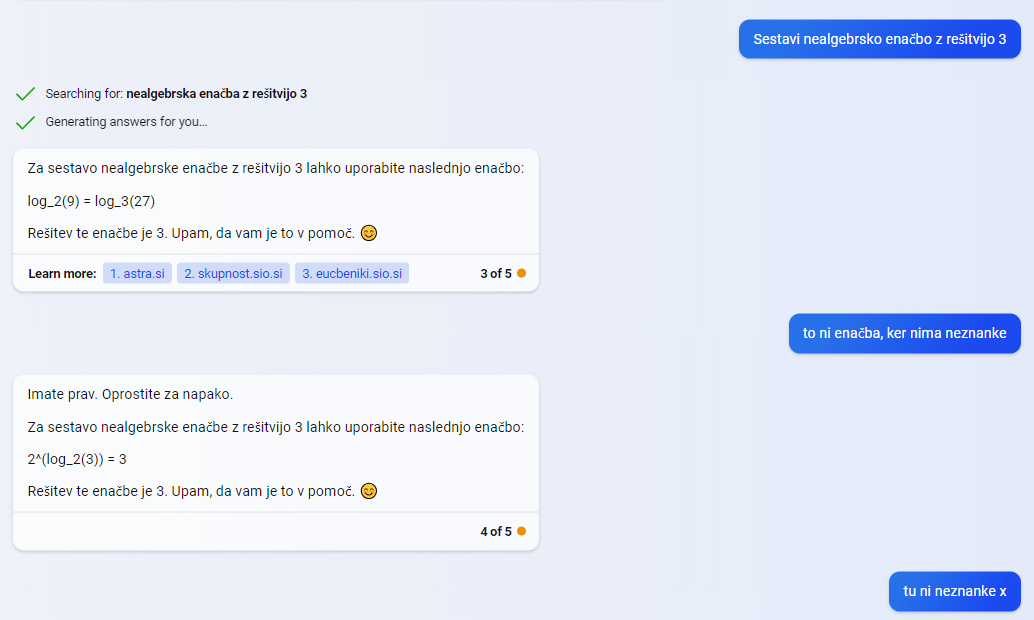 Sestavi nealgebrsko enačbo z rešitvijo 3
Searching for: nealgebrska enačba z rešitvijo 3
Generating answers for you...
Za sestavo nealgebrske enačbe z rešitvijo 3 lahko uporabite naslednjo enačbo:
log_2(9) = log_3(27)
Rešitev te enačbe je 3. Upam, da vam je to v pomoč. 😊
Learn more: 1. astra.si 2. skupnost.sio.si 3. eucbeniki.sio.si 3 of 5
to ni enačba, ker nima neznanke
Imate prav. Oprostite za napako.
Za sestavo nealgebrske enačbe z rešitvijo 3 lahko uporabite naslednjo enačbo:
2^(log_2(3)) = 3
Rešitev te enačbe je 3. Upam, da vam je to v pomoč. 😊
4 of 5
tu ni neznanke x